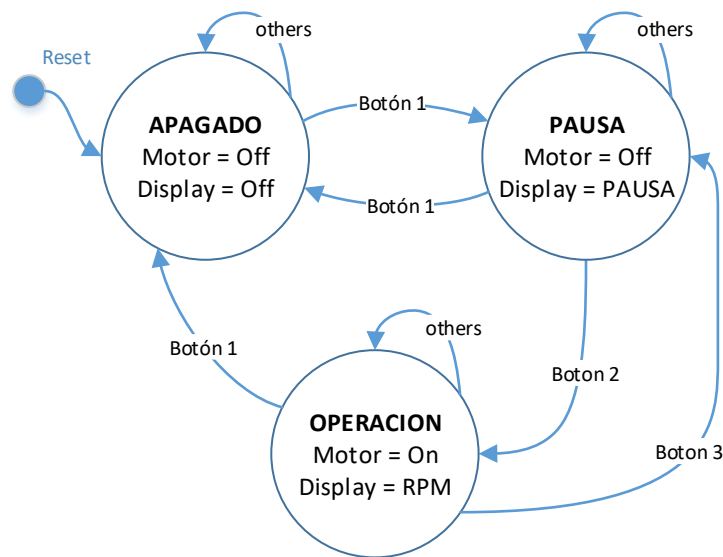 others
others
Reset
APAGADO
Motor = Off
Display = Off
Botón 1
PAUSA
Motor = Off
Display = PAUSA
Botón 1
others
Botón 1
Boton 2
OPERACION
Motor = On
Display = RPM
Boton 3